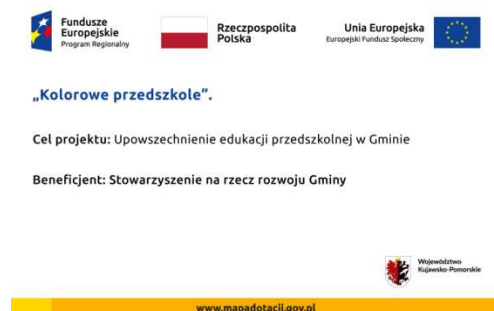 Fundusze
Europejskie
Program Regionalny
Rzeczpospolita
Polska
Unia Europejska
Europejski Fundusz Społeczny
„Kolorowe przedszkole”.
Cel projektu: Upowszechnienie edukacji przedszkolnej w Gminie
Beneficjent: Stowarzyszenie na rzecz rozwoju Gminy
Województwo
Kujawsko-Pomorskie
www.mapadotacji.gov.pl